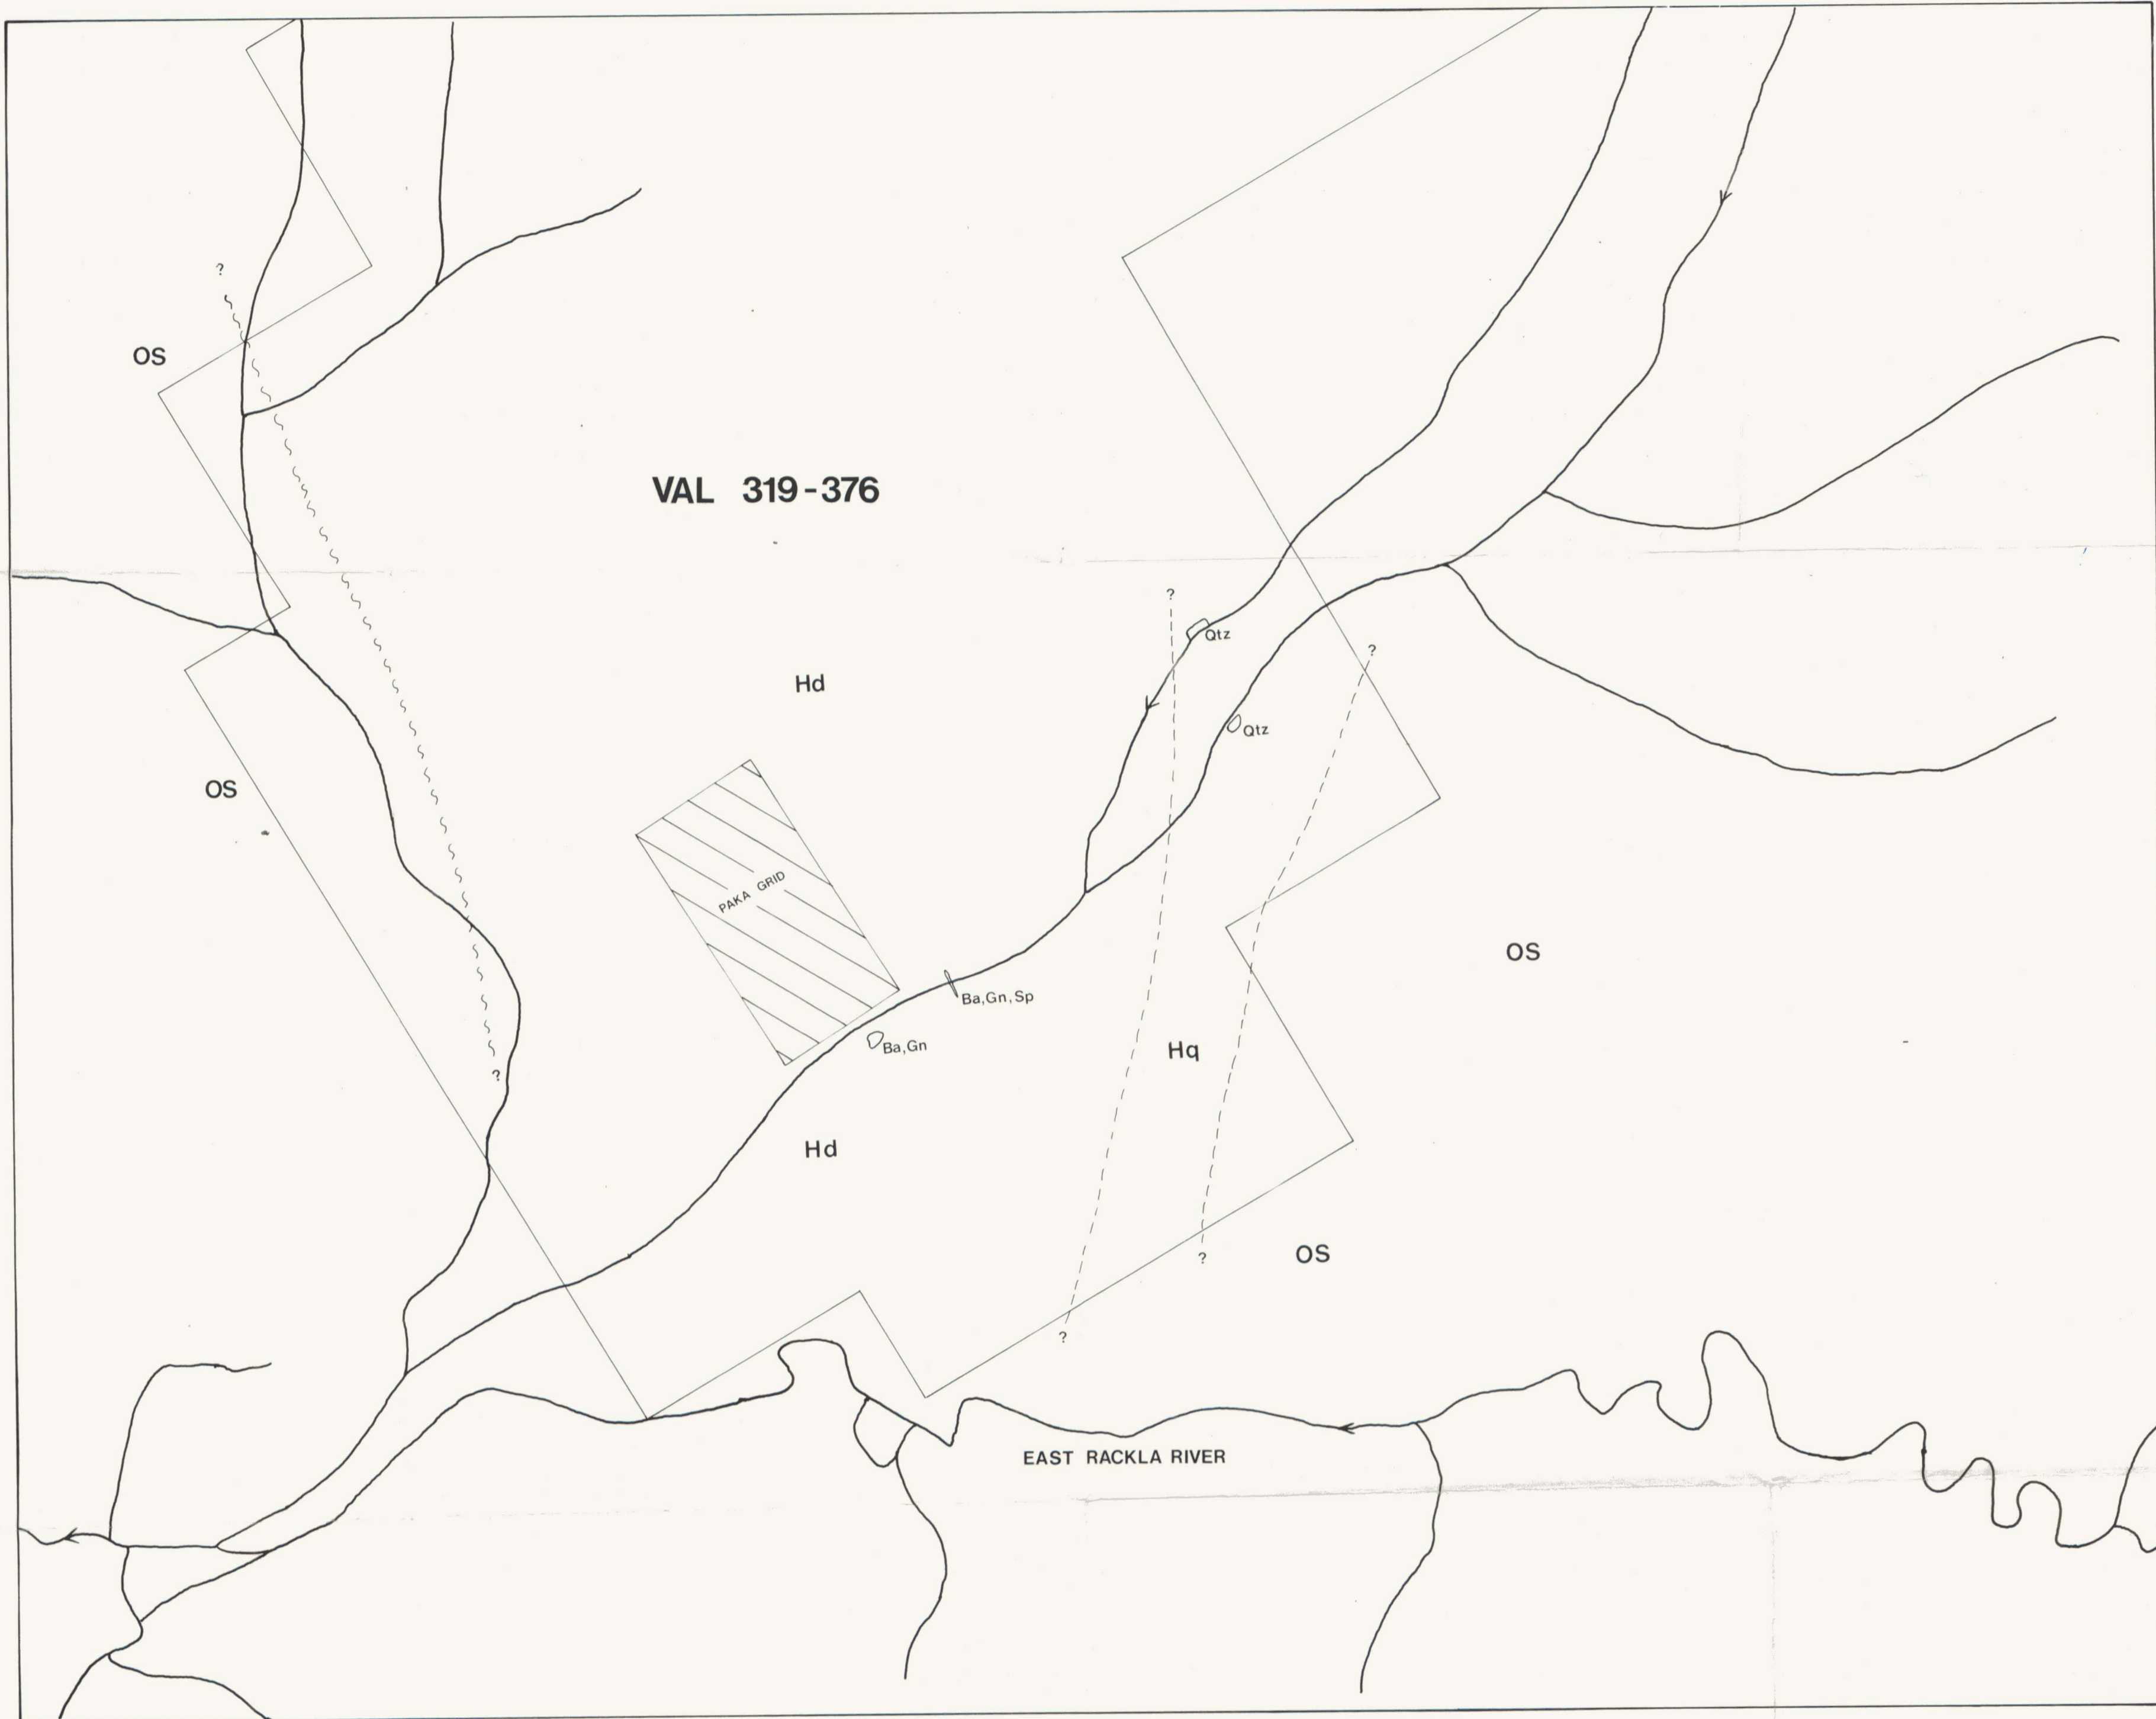 ?
OS
VAL 319-376
?
Qtz
?
Hd
Qtz
OS
PAKA GRID
OS
Ba,Gn,Sp
Ba,Gn
Hq
?
Hd
OS
?
?
EAST RACKLA RIVER